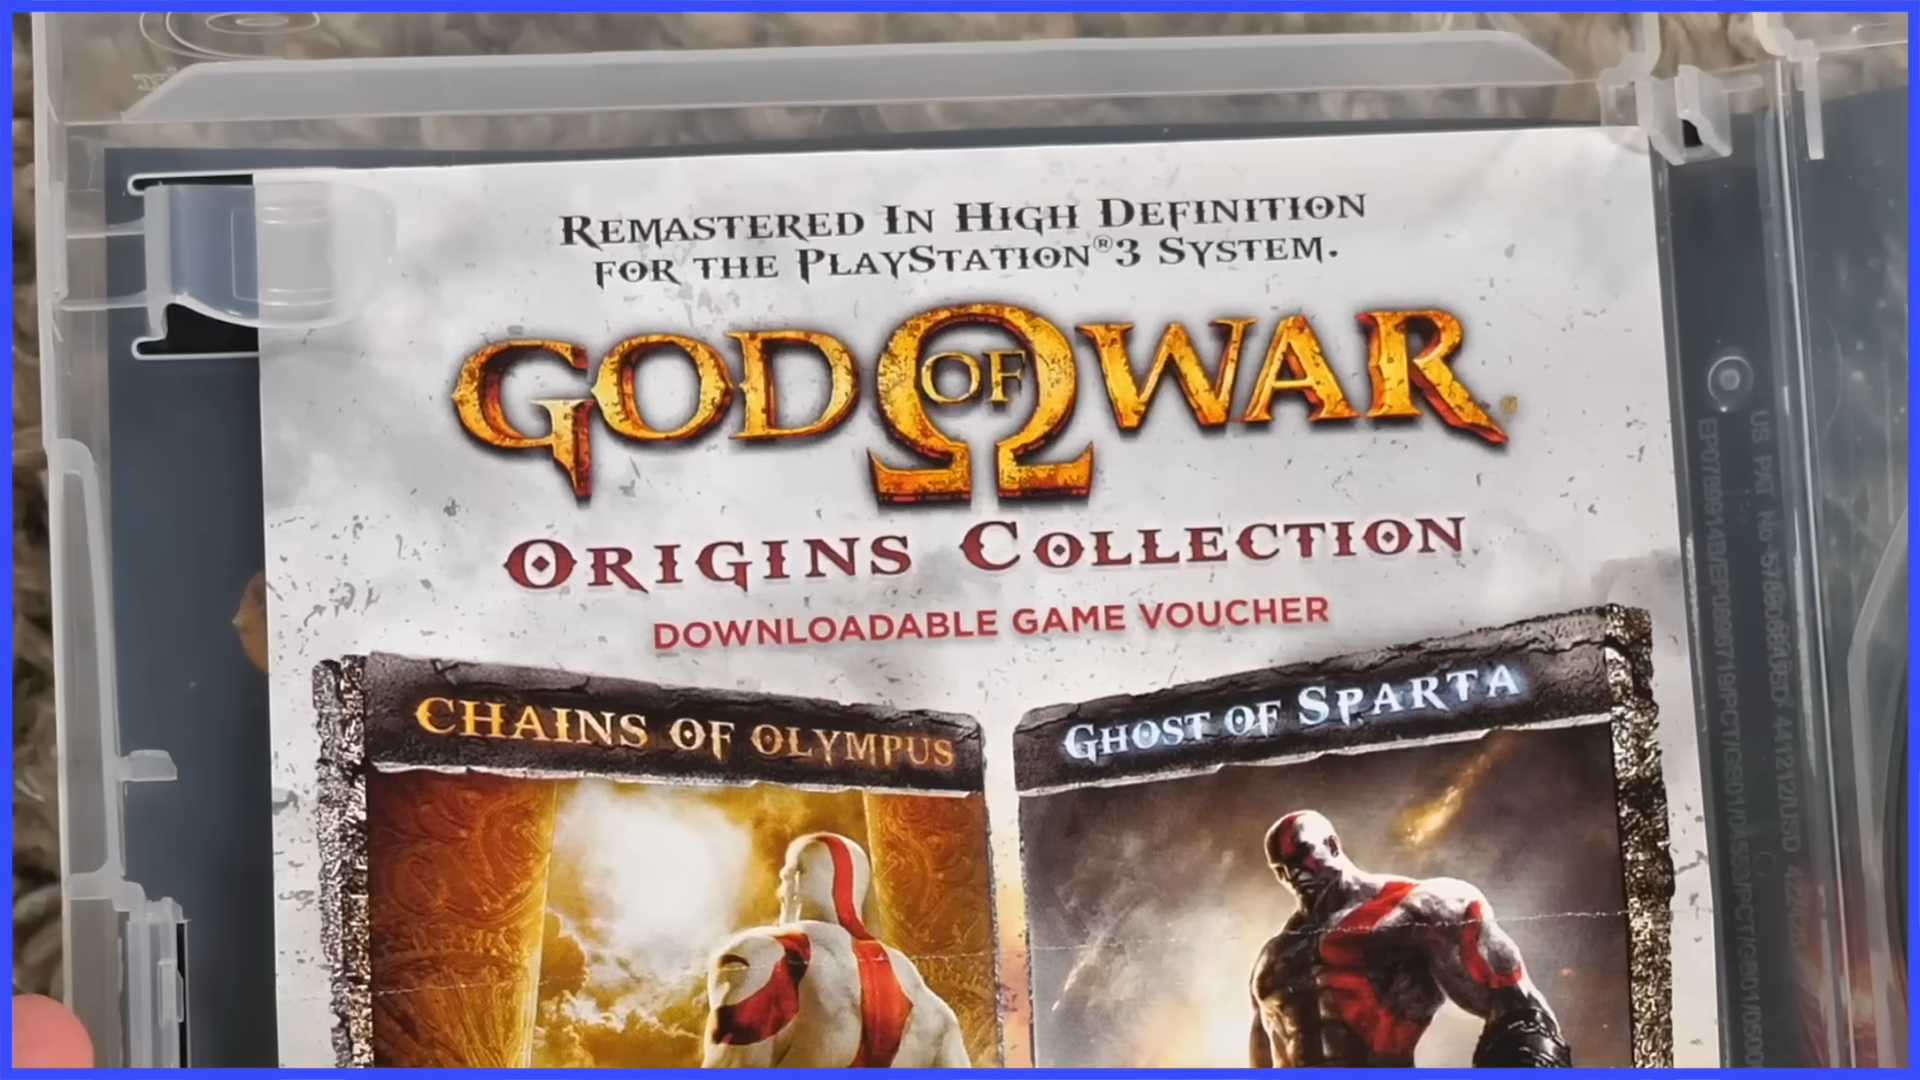 REMASTERED IN HIGH DEFINITION
FOR THE PLAYSTATION®3 SYSTEM.
GOD OF WAR
ORIGINS COLLECTION
DOWNLOADABLE GAME VOUCHER
CHAINS OF OLYMPUS
GHOST OF SPARTA